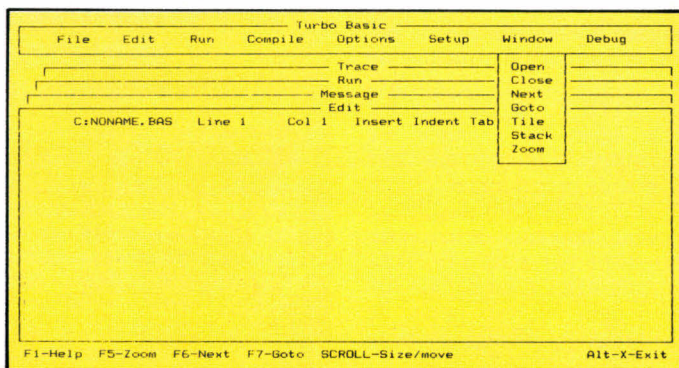 Turbo Basic
File Edit Run Compile Options Setup Window Debug
Trace
Run
Message
Edit
C:NONAME.BAS Line 1 Col 1 Insert Indent Tab
Open
Close
Next
Goto
Tile
Stack
Zoom
F1-Help F5-Zoom F6-Next F7-Goto SCROLL-Size/move Alt-X-Exit